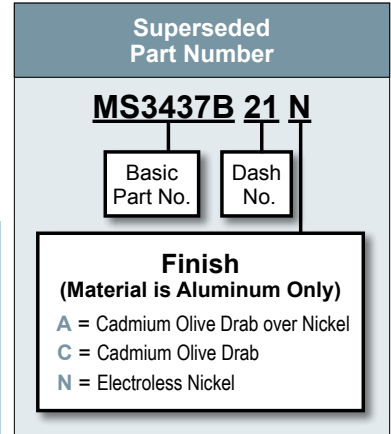 Superseded
Part Number
MS3437B 21 N
Basic
Part No.
Dash
No.
Finish
(Material is Aluminum Only)
A = Cadmium Olive Drab over Nickel
C = Cadmium Olive Drab
N = Electroless Nickel